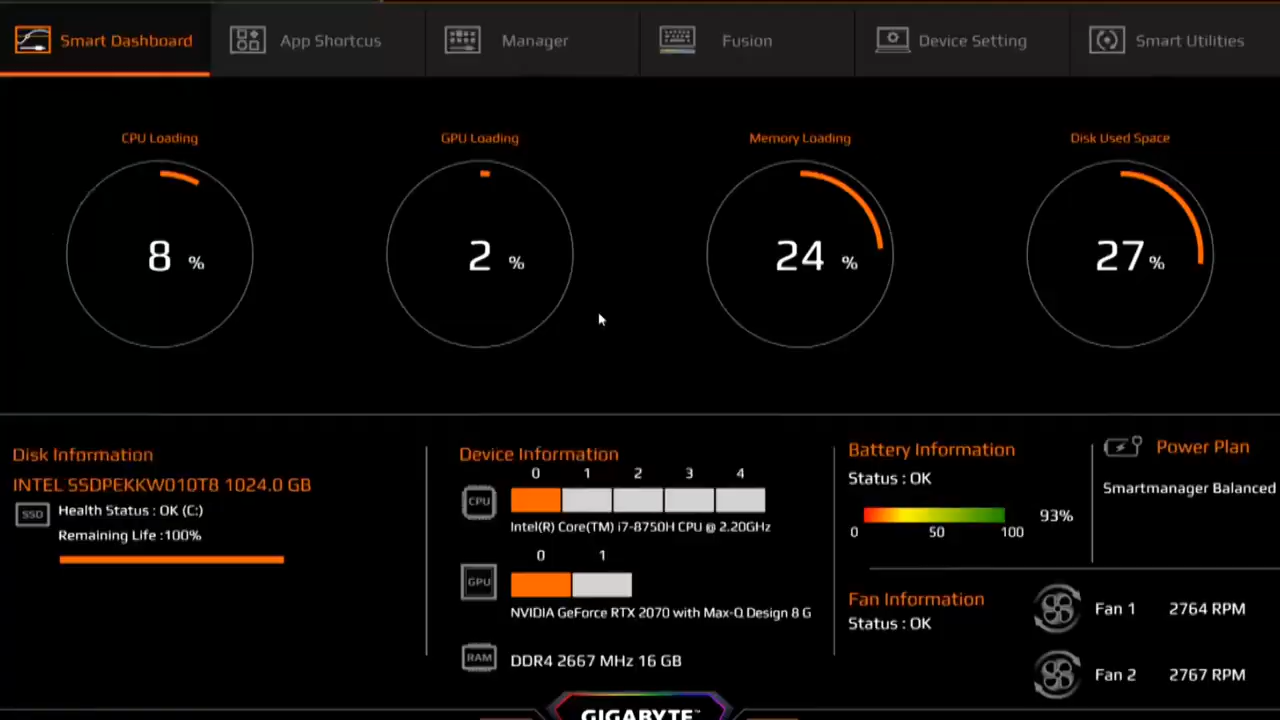 Smart Dashboard
App Shortcus
Manager
Fusion
Device Setting
Smart Utilities
CPU Loading
GPU Loading
Memory Loading
Disk Used Space
8 %
2 %
24 %
27 %
Disk Information
INTEL SSDPEKKW010T8 1024.0 GB
SSD
Health Status : OK (C:)
Remaining Life :100%
Device Information
0 1 2 3 4
CPU
Intel(R) Core(TM) i7-8750H CPU @ 2.20GHz
0 1
GPU
NVIDIA GeForce RTX 2070 with Max-Q Design 8 G
RAM
DDR4 2667 MHz 16 GB
Battery Information
Status : OK
93%
0 50 100
Power Plan
Smartmanager Balanced
Fan Information
Status : OK
Fan 1 2764 RPM
Fan 2 2767 RPM
GIGABYTE™